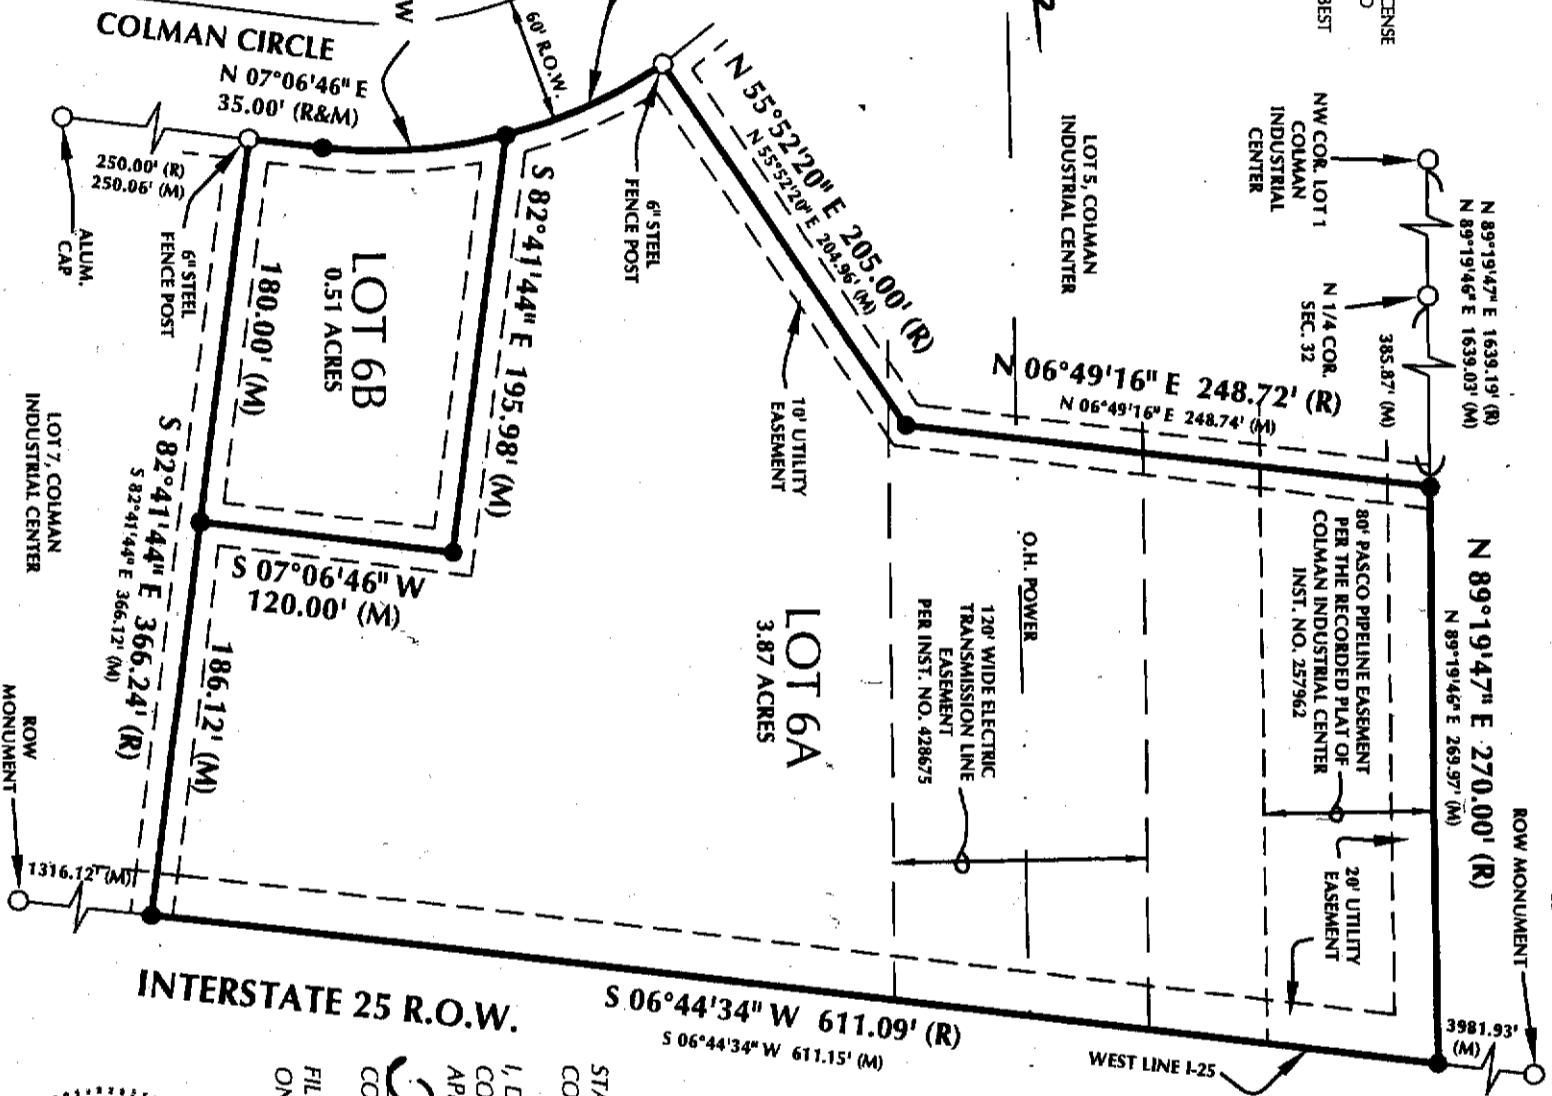 CENSE
BEST
W
COLMAN CIRCLE
N 07°06'46" E
35.00' (R&M)
250.00' (R)
250.06' (M)
ALUM.
CAP
6" STEEL
FENCE POST
60' R.O.W.
6" STEEL
FENCE POST
LOT 6B
0.51 ACRES
180.00' (M)
S 82°41'44" E 195.98' (M)
S 07°06'46" W
120.00' (M)
186.12' (M)
S 82°41'44" E 366.24' (R)
S 82°41'44" E 366.12' (M)
LOT 7, COLMAN
INDUSTRIAL CENTER
ROW
MONUMENT
1316.12' (M)
N 55°52'20" E 205.00' (R)
N 55°52'20" E 204.96' (M)
10' UTILITY
EASEMENT
LOT 5, COLMAN
INDUSTRIAL CENTER
NW COR. LOT 1
COLMAN
INDUSTRIAL
CENTER
N 1/4 COR.
SEC. 32
385.87' (M)
N 89°19'47" E 1639.19' (R)
N 89°19'46" E 1639.03' (M)
N 06°49'16" E 248.72' (R)
N 06°49'16" E 248.74' (M)
N 89°19'47" E 270.00' (R)
N 89°19'46" E 269.97' (M)
80' PASCO PIPELINE EASEMENT
PER THE RECORDED PLAT OF
COLMAN INDUSTRIAL CENTER
INST. NO. 257962
O.H. POWER
120' WIDE ELECTRIC
TRANSMISSION LINE
EASEMENT
PER INST. NO. 428675
LOT 6A
3.87 ACRES
20' UTILITY
EASEMENT
ROW MONUMENT
3981.93'
(M)
WEST LINE I-25
S 06°44'34" W 611.09' (R)
S 06°44'34" W 611.15' (M)
INTERSTATE 25 R.O.W.
STA
CO
I, D
CO
AP
CO
FIL
ON